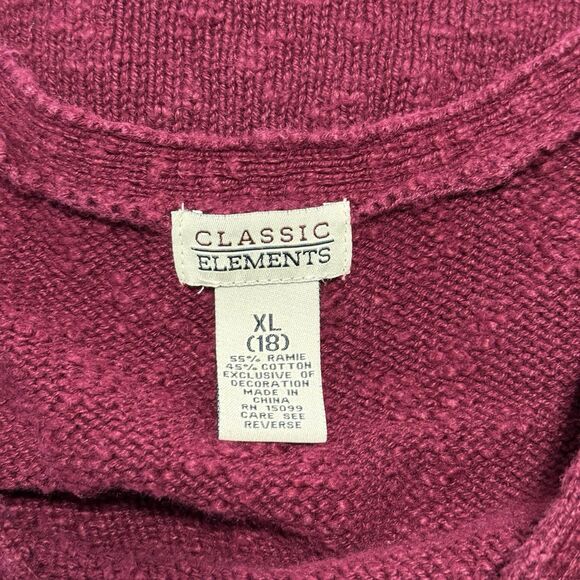 CLASSIC
ELEMENTS
XL
(18)
55% RAMIE
45% COTTON
EXCLUSIVE OF
DECORATION
MADE IN
CHINA
RN 15099
CARE SEE
REVERSE